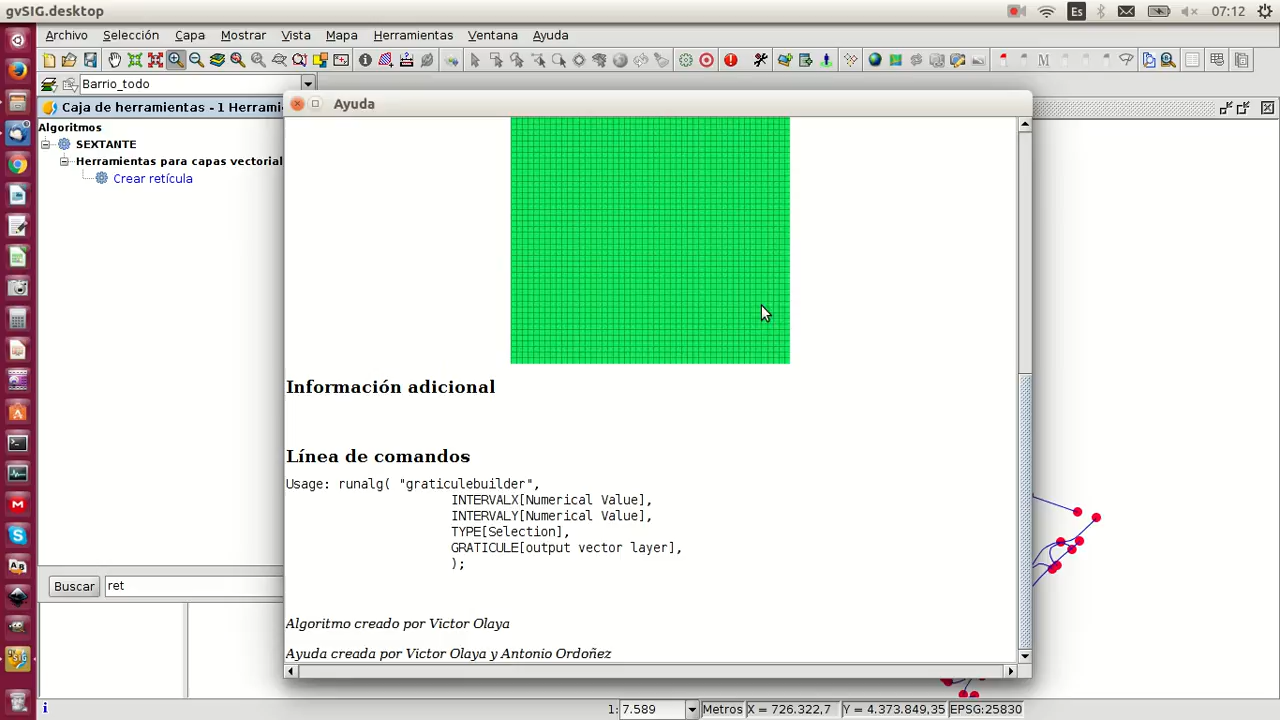 gvSIG.desktop
Es
07:12
Archivo Selección Capa Mostrar Vista Mapa Herramientas Ventana Ayuda
Barrio_todo
Caja de herramientas - 1 Herrami
Ayuda
Algoritmos
SEXTANTE
Herramientas para capas vectorial
Crear retícula
Información adicional
Línea de comandos
Usage: runalg( "graticulebuilder",
INTERVALX[Numerical Value],
INTERVALY[Numerical Value],
TYPE[Selection],
GRATICULE[output vector layer],
);
Buscar ret
Algoritmo creado por Victor Olaya
Ayuda creada por Victor Olaya y Antonio Ordoñez
1: 7.589 Metros X = 726.322,7 Y = 4.373.849,35 EPSG:25830